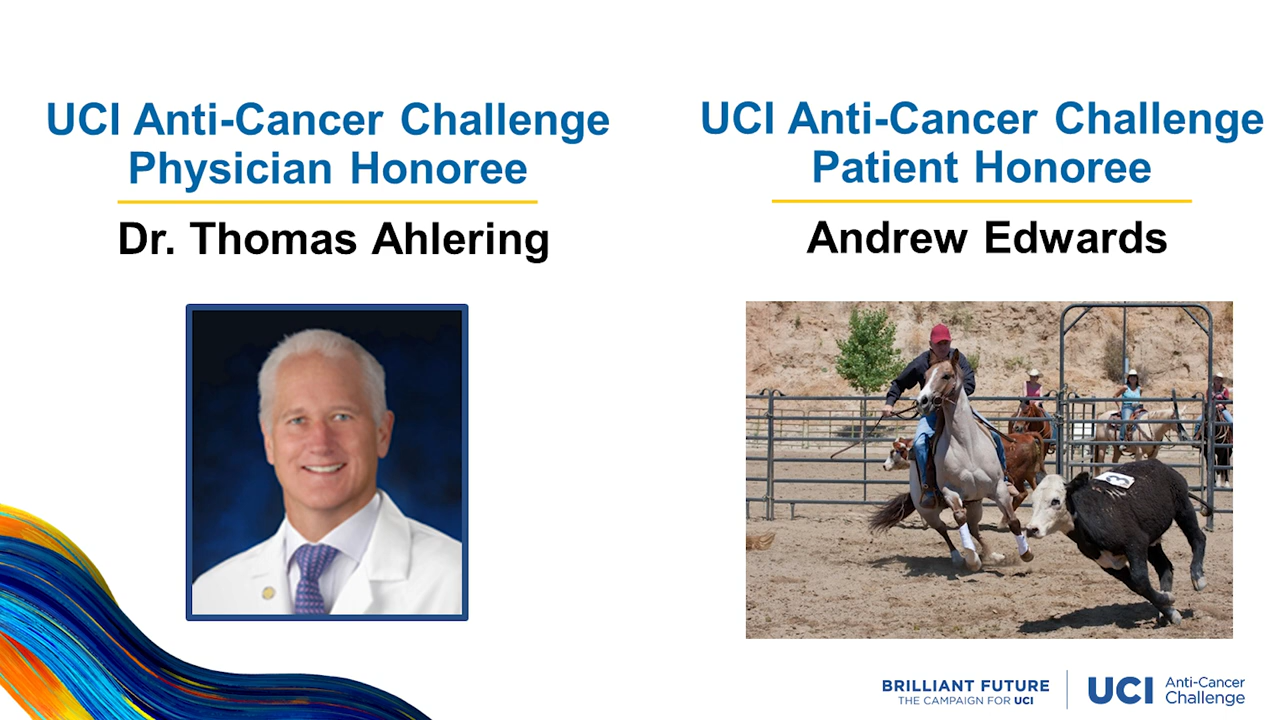 UCI Anti-Cancer Challenge
Physician Honoree
Dr. Thomas Ahlering
UCI Anti-Cancer Challenge
Patient Honoree
Andrew Edwards
3
BRILLIANT FUTURE
THE CAMPAIGN FOR UCI
UCI
Anti-Cancer
Challenge